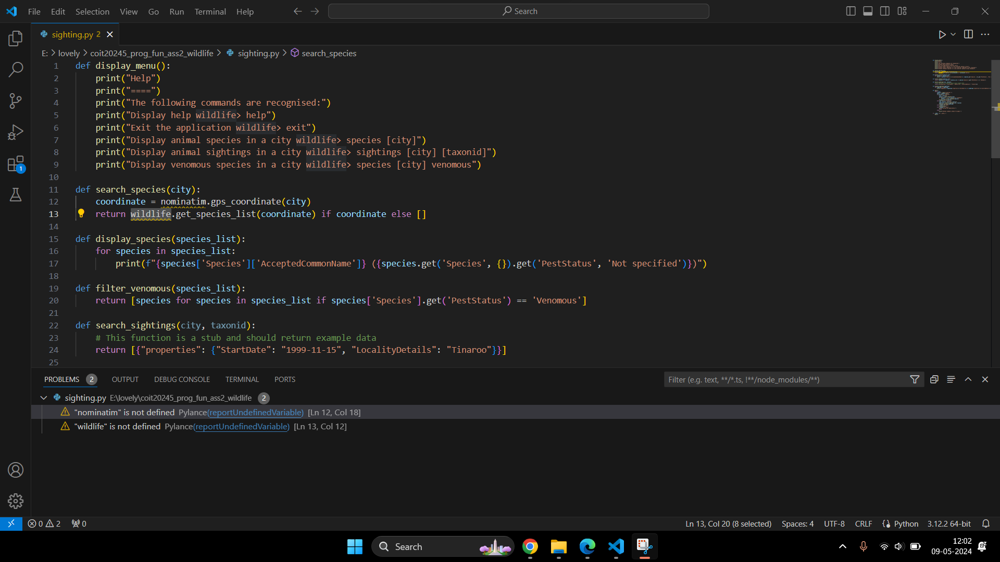 File Edit Selection View Go Run Terminal Help
Search
sighting.py 2
E: > lovely > coit20245_prog_fun_ass2_wildlife > sighting.py > search_species
1 def display_menu():
2 print("Help")
3 print("====")
4 print("The following commands are recognised:")
5 print("Display help wildlife> help")
6 print("Exit the application wildlife> exit")
7 print("Display animal species in a city wildlife> species [city]")
8 print("Display animal sightings in a city wildlife> sightings [city] [taxonid]")
9 print("Display venomous species in a city wildlife> species [city] venomous")
10
11 def search_species(city):
12 coordinate = nominatim.gps_coordinate(city)
13 return wildlife.get_species_list(coordinate) if coordinate else []
14
15 def display_species(species_list):
16 for species in species_list:
17 print(f"{species['Species']['AcceptedCommonName']} ({species.get('Species', {}).get('PestStatus', 'Not specified')})")
18
19 def filter_venomous(species_list):
20 return [species for species in species_list if species['Species'].get('PestStatus') == 'Venomous']
21
22 def search_sightings(city, taxonid):
23 # This function is a stub and should return example data
24 return [{"properties": {"StartDate": "1999-11-15", "LocalityDetails": "Tinaroo"}}]
25
1
PROBLEMS 2 OUTPUT DEBUG CONSOLE TERMINAL PORTS
Filter (e.g. text, **/*.ts, !**/node_modules/**)
sighting.py E:\lovely\coit20245_prog_fun_ass2_wildlife 2
"nominatim" is not defined Pylance(reportUndefinedVariable) [Ln 12, Col 18]
"wildlife" is not defined Pylance(reportUndefinedVariable) [Ln 13, Col 12]
0 2 0
Ln 13, Col 20 (8 selected) Spaces: 4 UTF-8 CRLF Python 3.12.2 64-bit
Search
12:02
09-05-2024